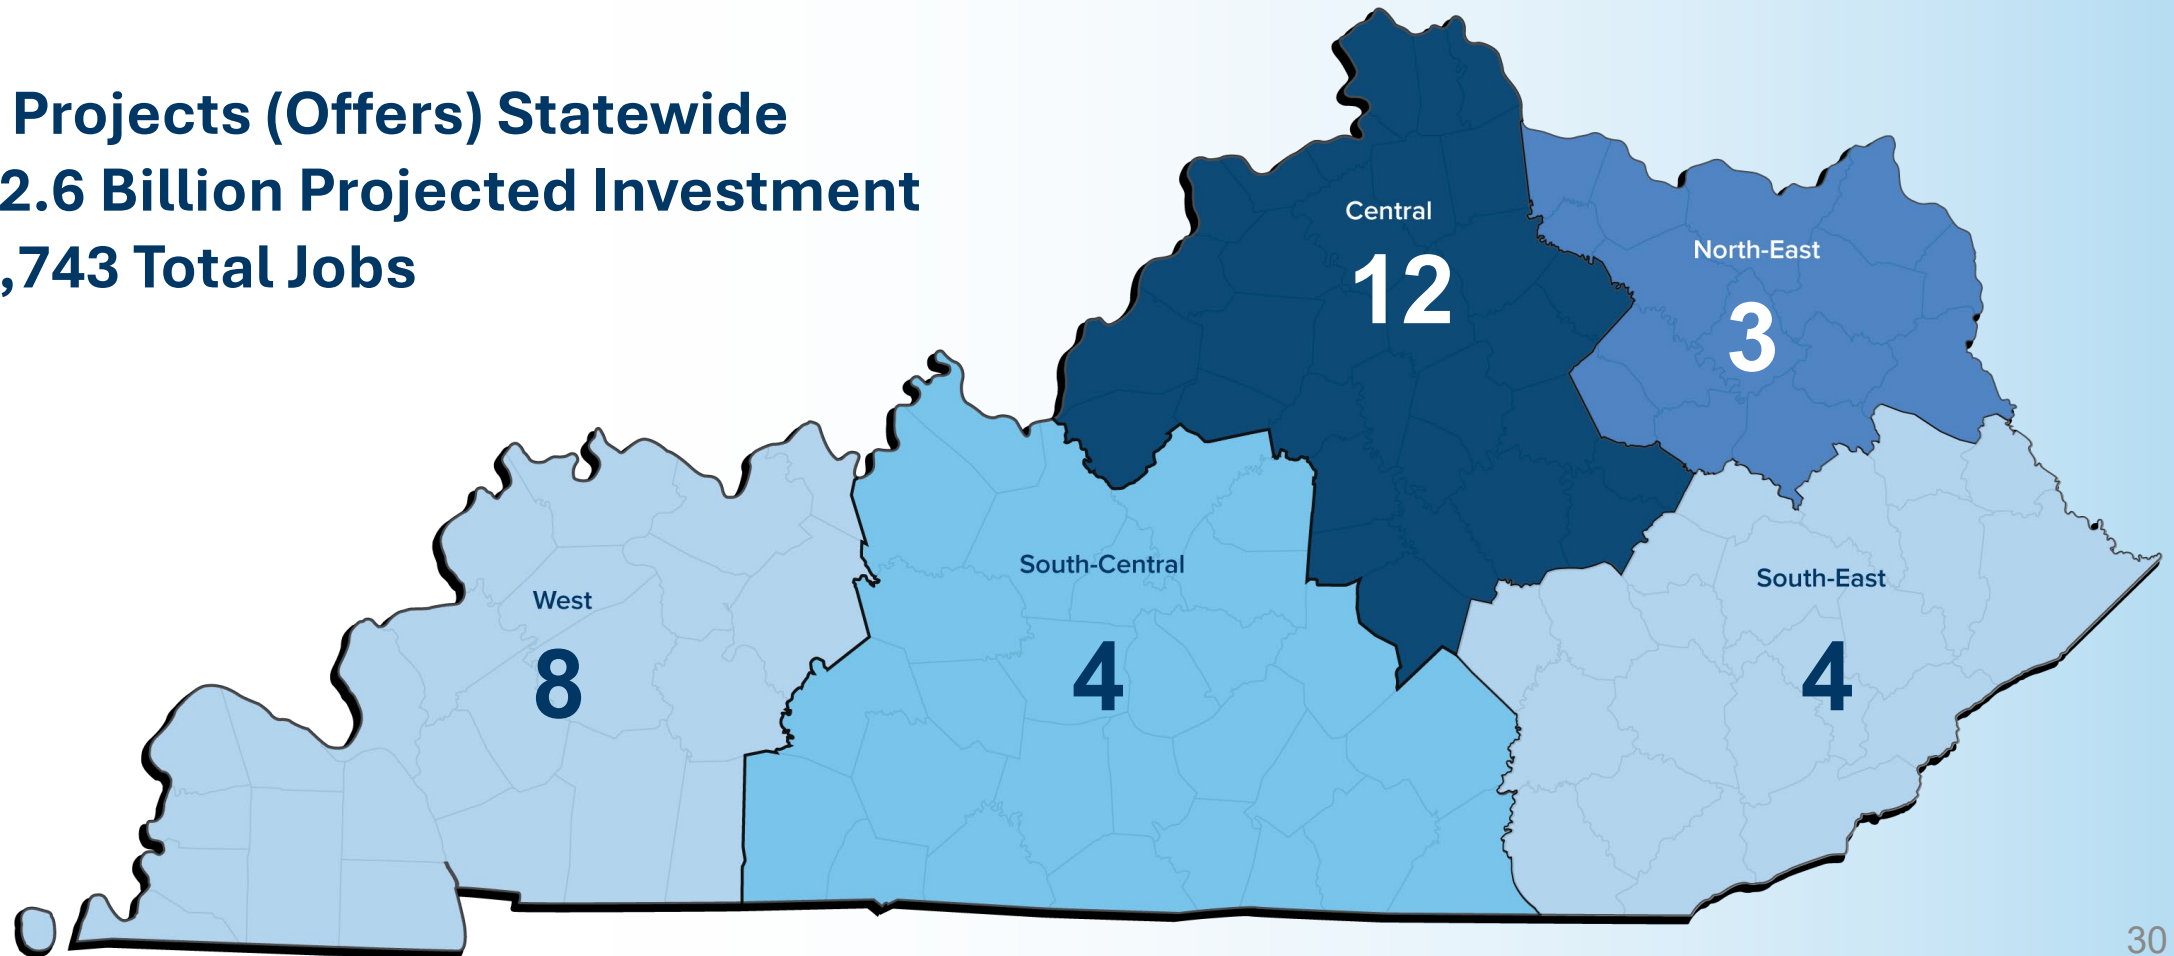 Projects (Offers) Statewide
2.6 Billion Projected Investment
,743 Total Jobs
Central
12
North-East
3
South-Central
4
South-East
4
West
8
30